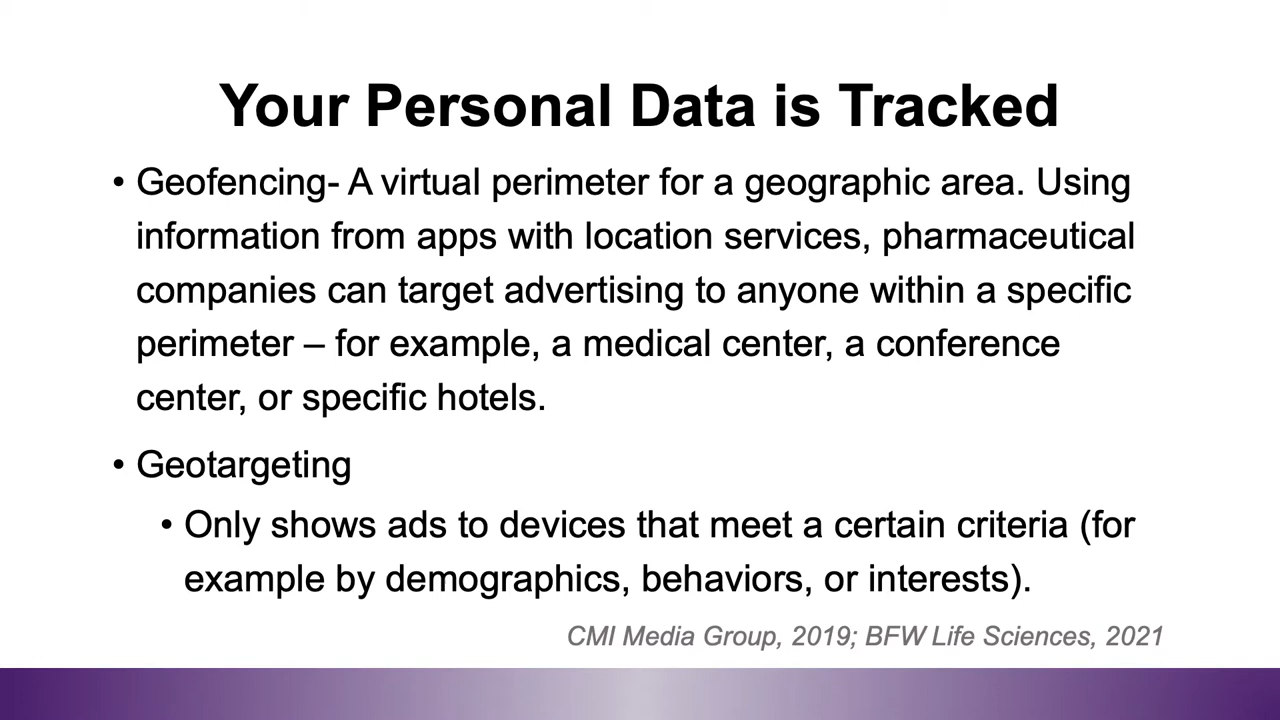 Your Personal Data is Tracked
• Geofencing- A virtual perimeter for a geographic area. Using
information from apps with location services, pharmaceutical
companies can target advertising to anyone within a specific
perimeter – for example, a medical center, a conference
center, or specific hotels.
• Geotargeting
• Only shows ads to devices that meet a certain criteria (for
example by demographics, behaviors, or interests).
CMI Media Group, 2019; BFW Life Sciences, 2021